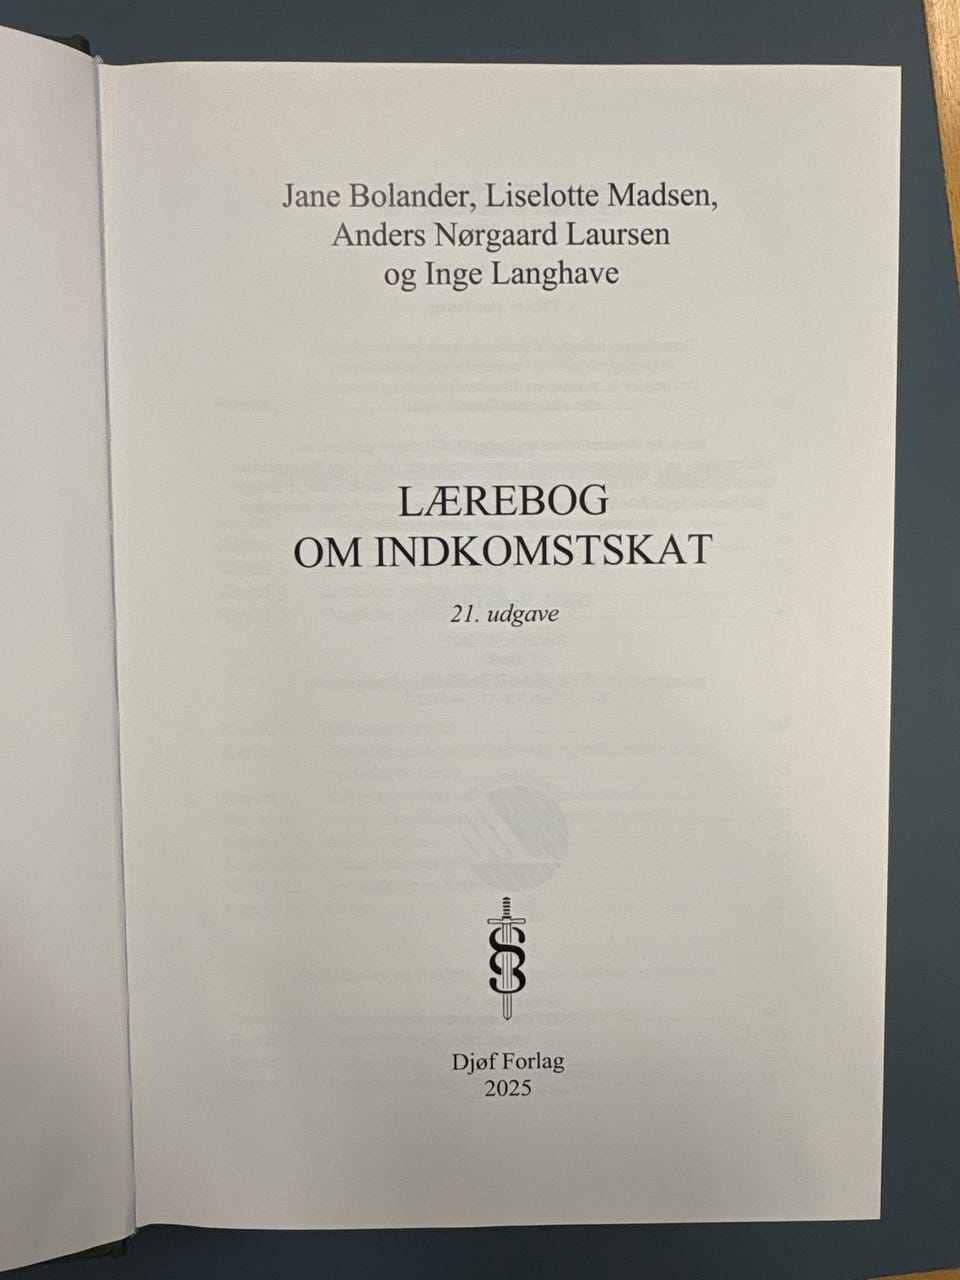 Jane Bolander, Liselotte Madsen,
Anders Nørgaard Laursen
og Inge Langhave
LÆREBOG
OM INDKOMSTSKAT
21. udgave
Djøf Forlag
2025